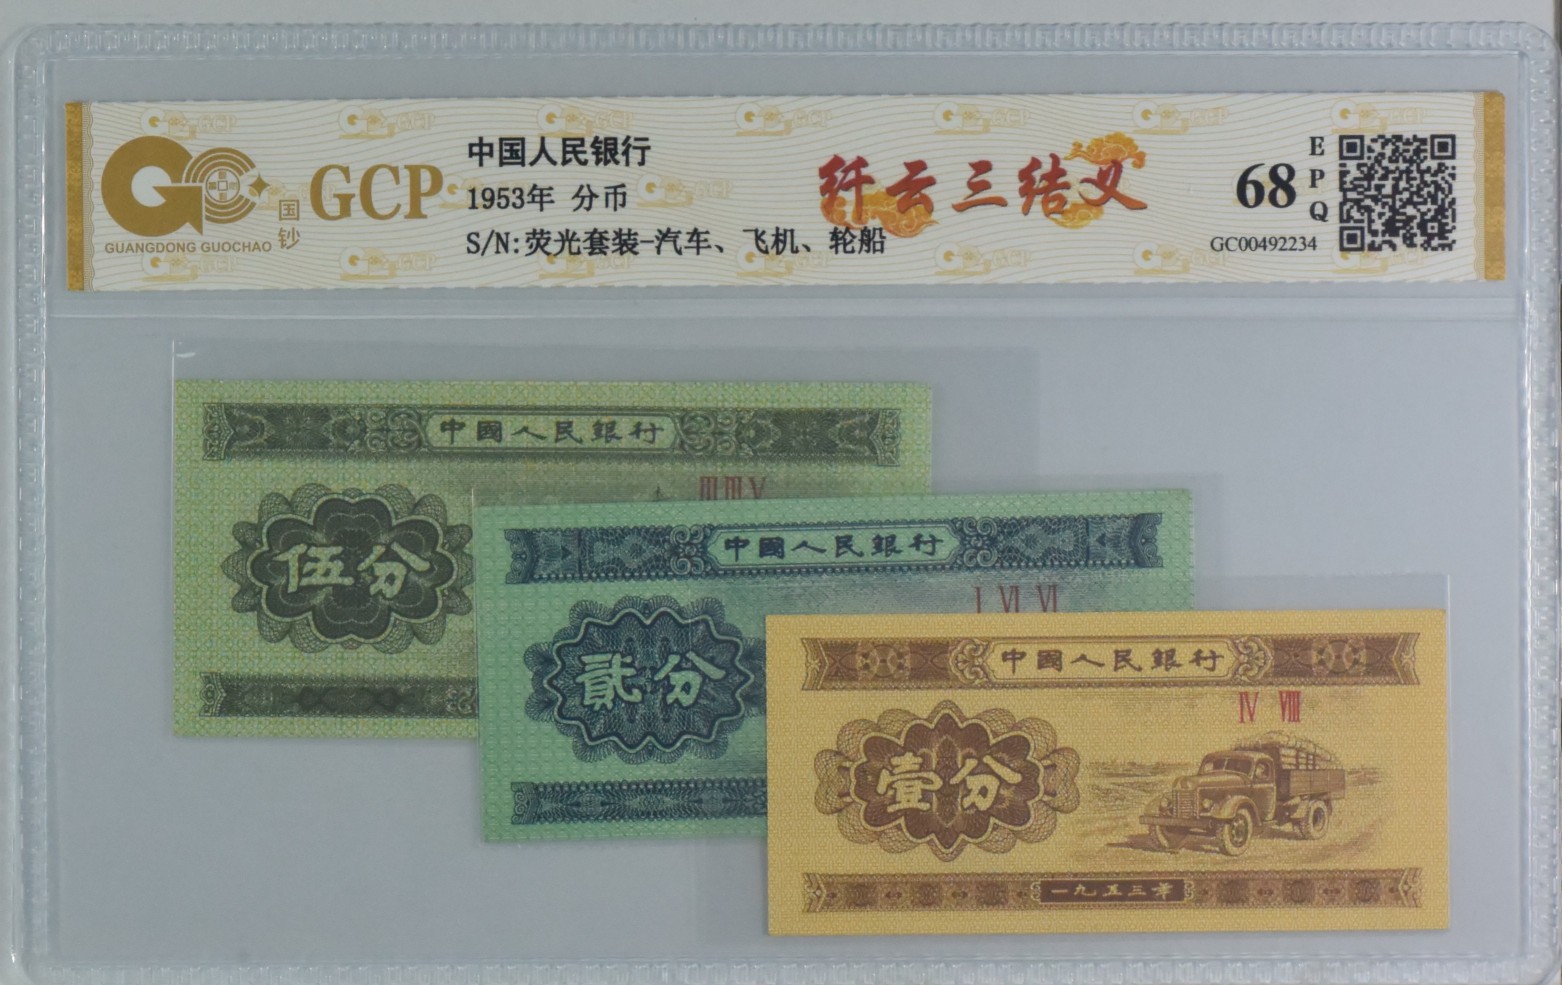 中国人民银行
1953年 分币
S/N:荧光套装-汽车、飞机、轮船
GCP
国钞
GUANGDONG GUOCHAO
纤云三结义
68
EPQ
GC00492234
中國人民銀行
III III V
伍分
中國人民銀行
I VI VI
貳分
中國人民銀行
IV VIII
壹分
一九五三年